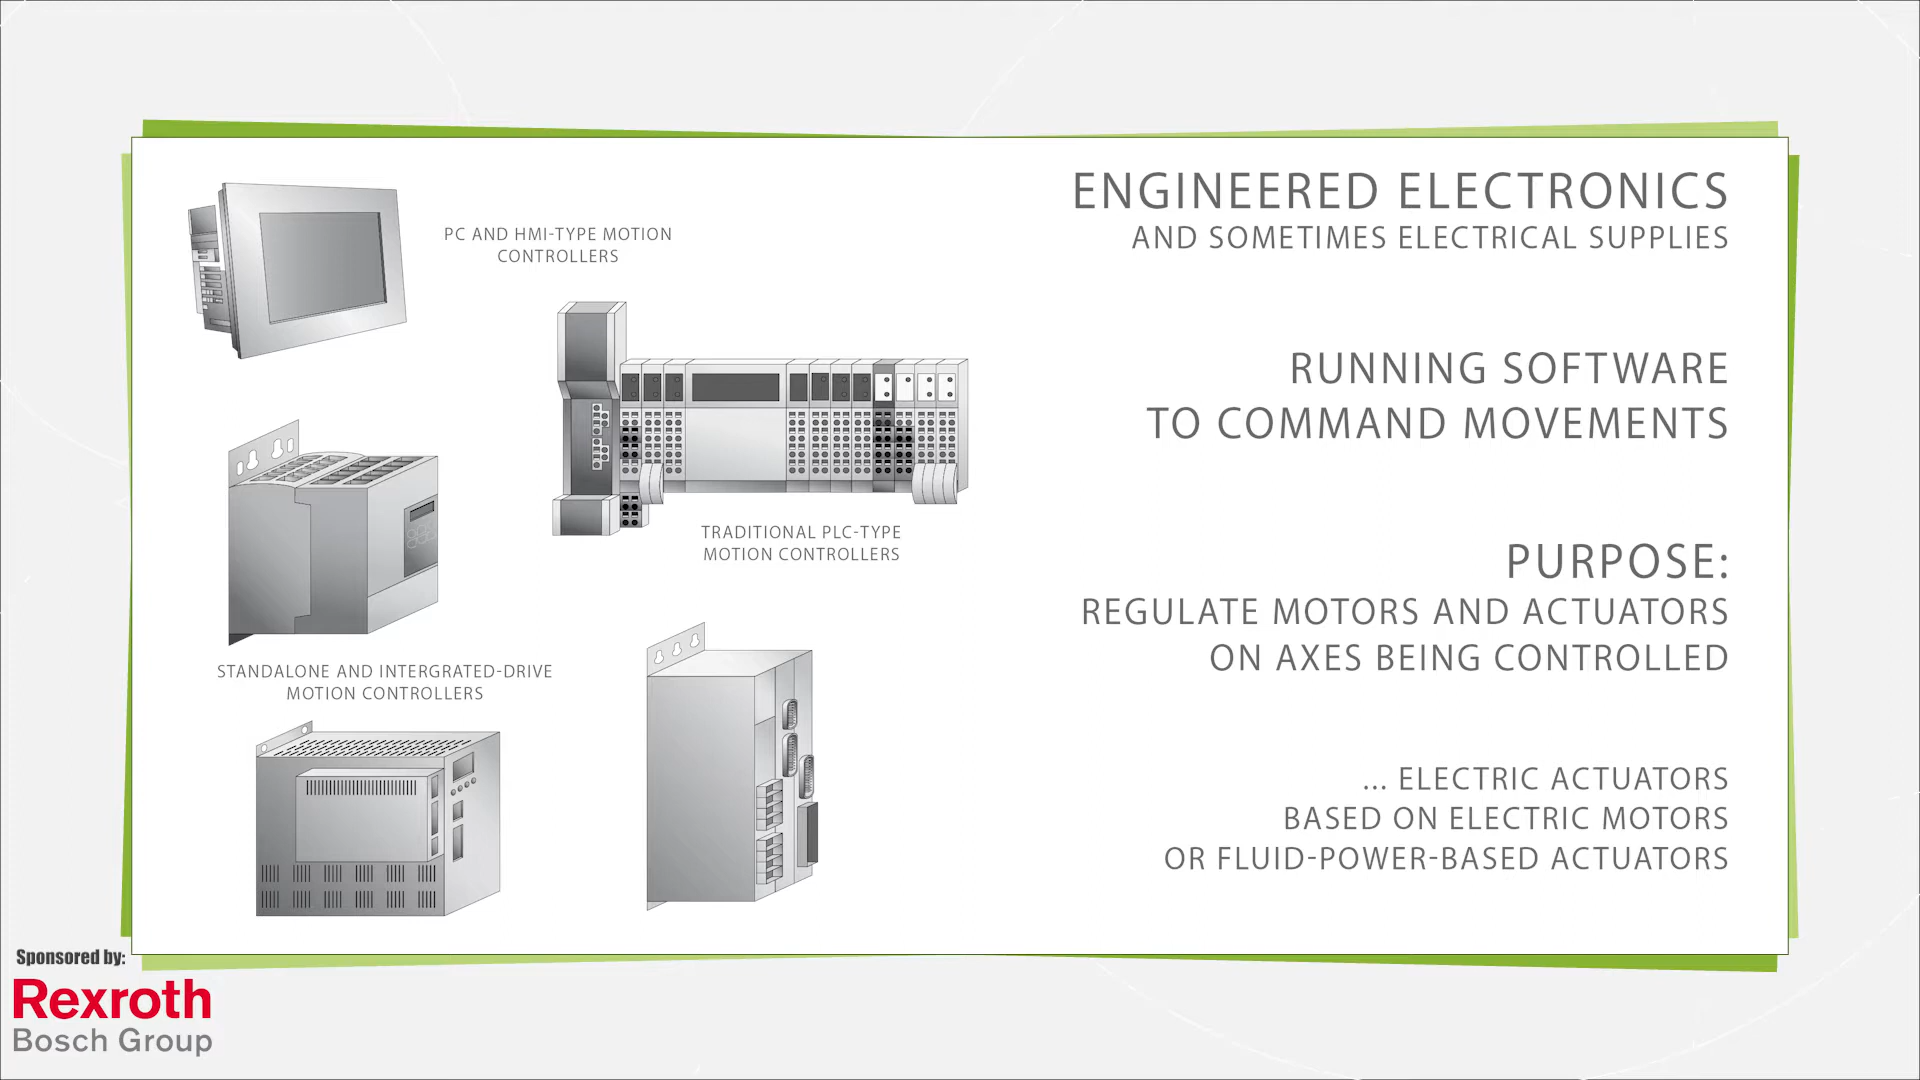 PC AND HMI-TYPE MOTION
CONTROLLERS
TRADITIONAL PLC-TYPE
MOTION CONTROLLERS
STANDALONE AND INTERGRATED-DRIVE
MOTION CONTROLLERS
ENGINEERED ELECTRONICS
AND SOMETIMES ELECTRICAL SUPPLIES
RUNNING SOFTWARE
TO COMMAND MOVEMENTS
PURPOSE:
REGULATE MOTORS AND ACTUATORS
ON AXES BEING CONTROLLED
... ELECTRIC ACTUATORS
BASED ON ELECTRIC MOTORS
OR FLUID-POWER-BASED ACTUATORS
Sponsored by:
Rexroth
Bosch Group